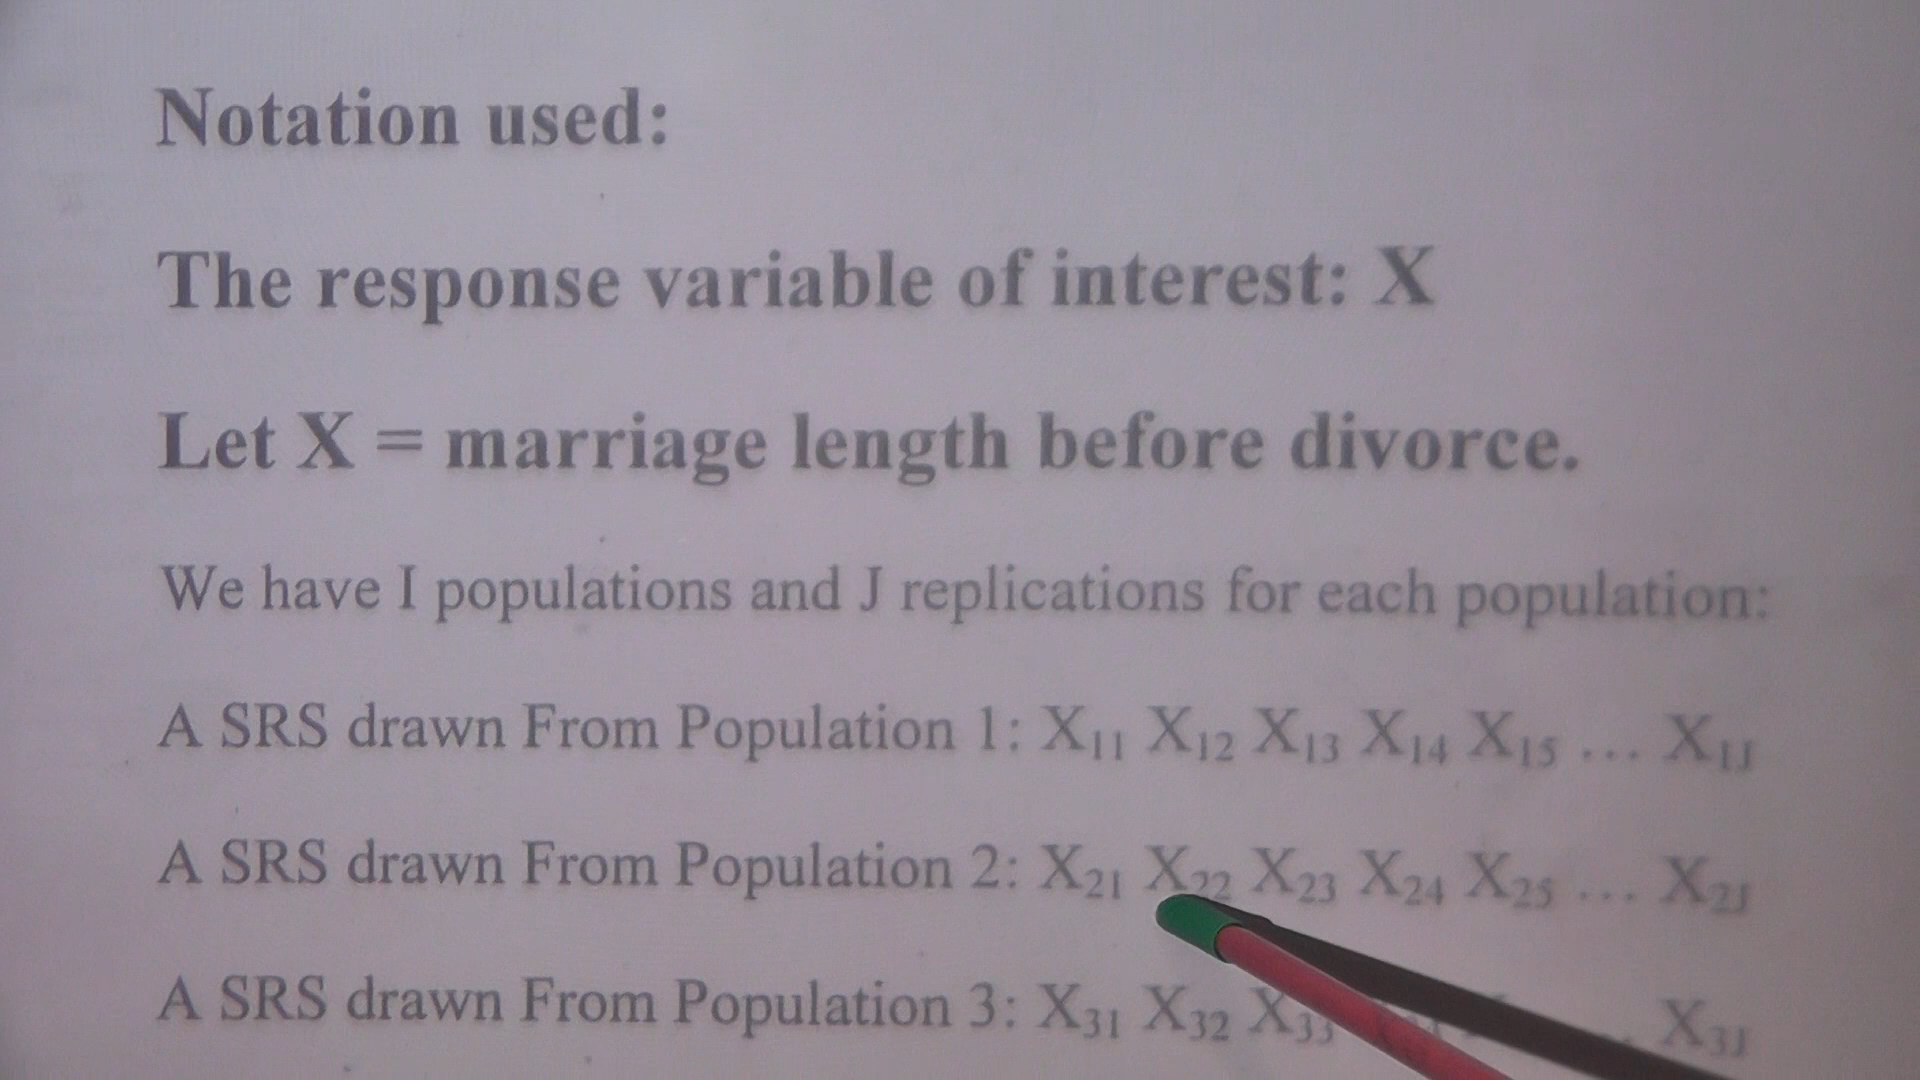 Notation used:
The response variable of interest: X
Let X = marriage length before divorce.
We have I populations and J replications for each population:
A SRS drawn From Population 1: X₁₁ X₁₂ X₁₃ X₁₄ X₁₅ … X₁J
A SRS drawn From Population 2: X₂₁ X₂₂ X₂₃ X₂₄ X₂₅ … X₂J
A SRS drawn From Population 3: X₃₁ X₃₂ X₃₃ X₃J